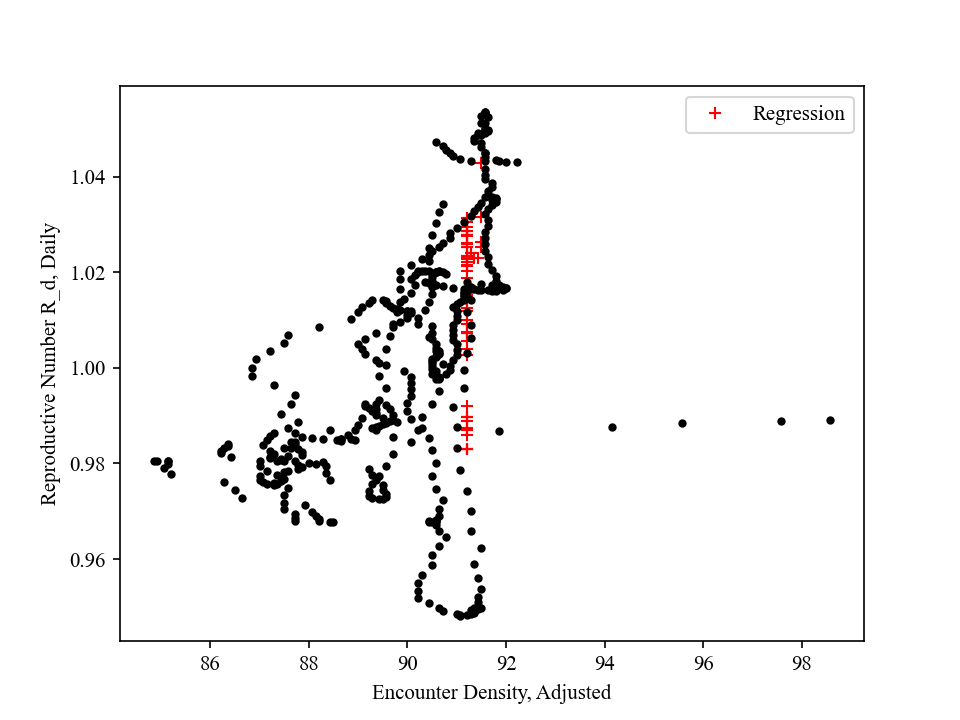 Regression
Reproductive Number R_d, Daily
1.04
1.02
1.00
0.98
0.96
86 88 90 92 94 96 98
Encounter Density, Adjusted